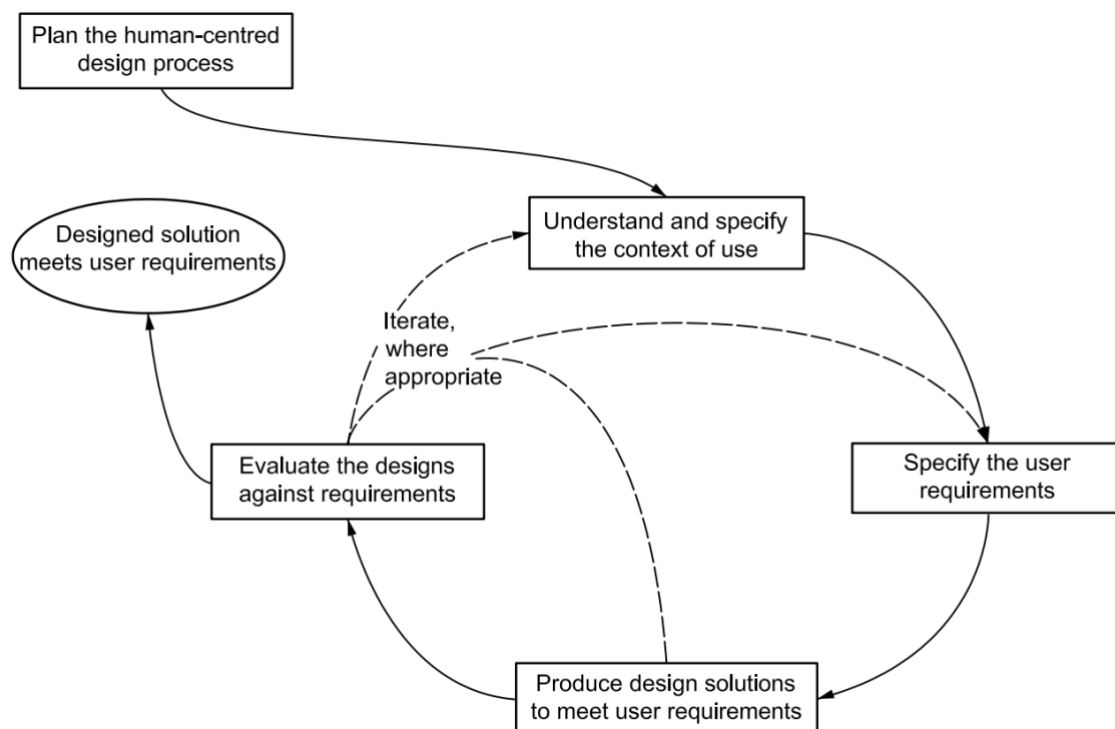 Plan the human-centred
design process
Understand and specify
the context of use
Designed solution
meets user requirements
Iterate,
where
appropriate
Evaluate the designs
against requirements
Specify the user
requirements
Produce design solutions
to meet user requirements